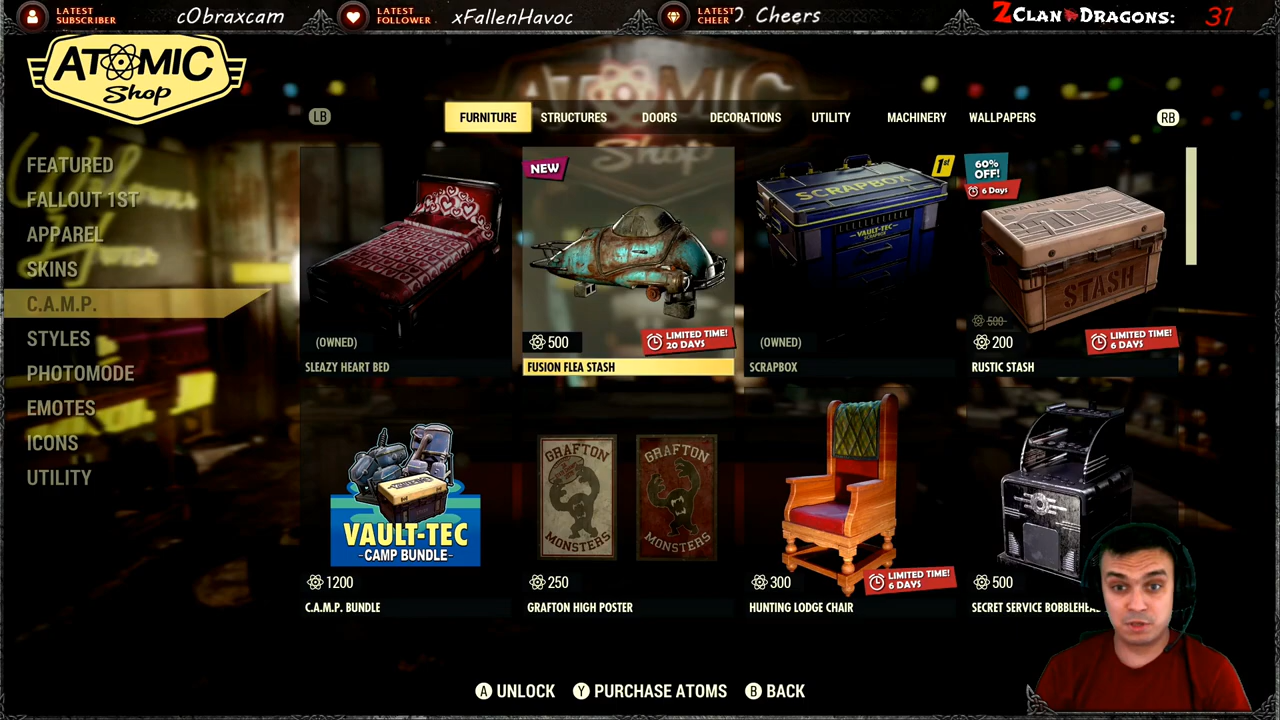 LATEST SUBSCRIBER
cObraxcam
LATEST FOLLOWER
xFallenHavoc
LATEST CHEER
Cheers
ZClan Dragons:
31
ATOMIC
Shop
LB
FURNITURE
STRUCTURES
DOORS
DECORATIONS
UTILITY
MACHINERY
WALLPAPERS
RB
FEATURED
FALLOUT 1ST
APPAREL
SKINS
C.A.M.P.
STYLES
PHOTOMODE
EMOTES
ICONS
UTILITY
(OWNED)
SLEAZY HEART BED
NEW
500
LIMITED TIME!
20 DAYS
FUSION FLEA STASH
1st
SCRAPBOX
VAULT-TEC
SCRAPBOX
(OWNED)
SCRAPBOX
60%
OFF!
6 Days
STASH
500
200
LIMITED TIME!
6 DAYS
RUSTIC STASH
VAULT-TEC
-CAMP BUNDLE-
1200
C.A.M.P. BUNDLE
GRAFTON
MONSTERS
GRAFTON
MONSTERS
250
GRAFTON HIGH POSTER
300
LIMITED TIME!
6 DAYS
HUNTING LODGE CHAIR
500
SECRET SERVICE BOBBLEHEA
A UNLOCK
Y PURCHASE ATOMS
B BACK